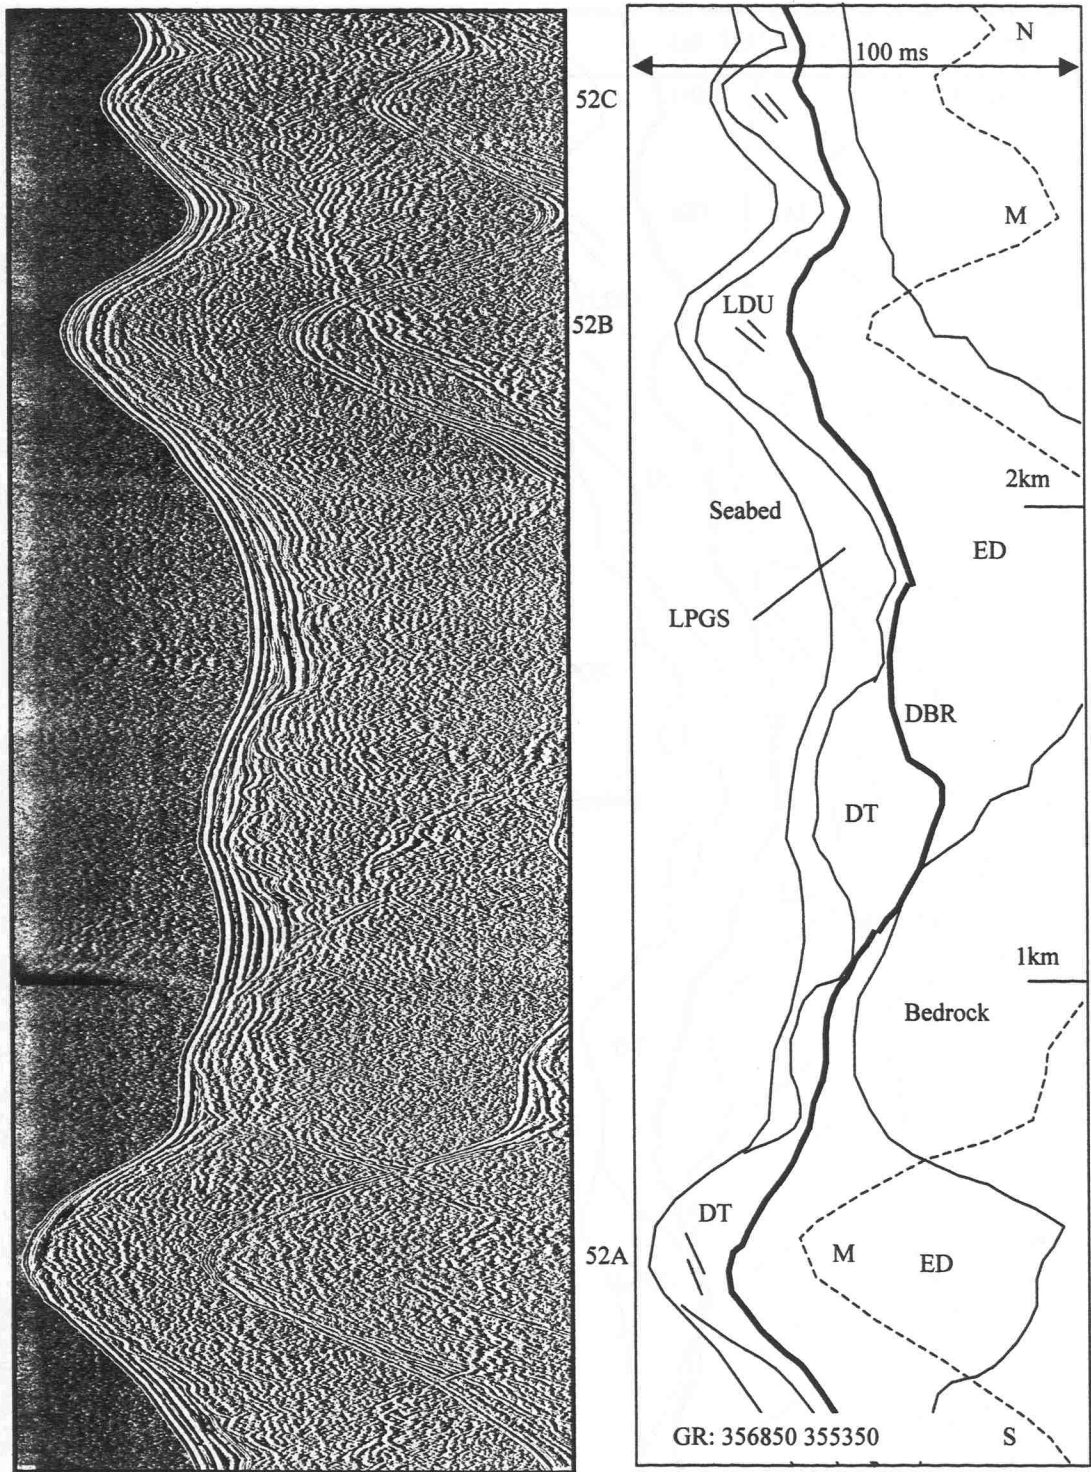 N
100 ms
52C
M
LDU
52B
2km
Seabed
ED
LPGS
DBR
DT
1km
Bedrock
DT
M
ED
52A
GR: 356850 355350
S